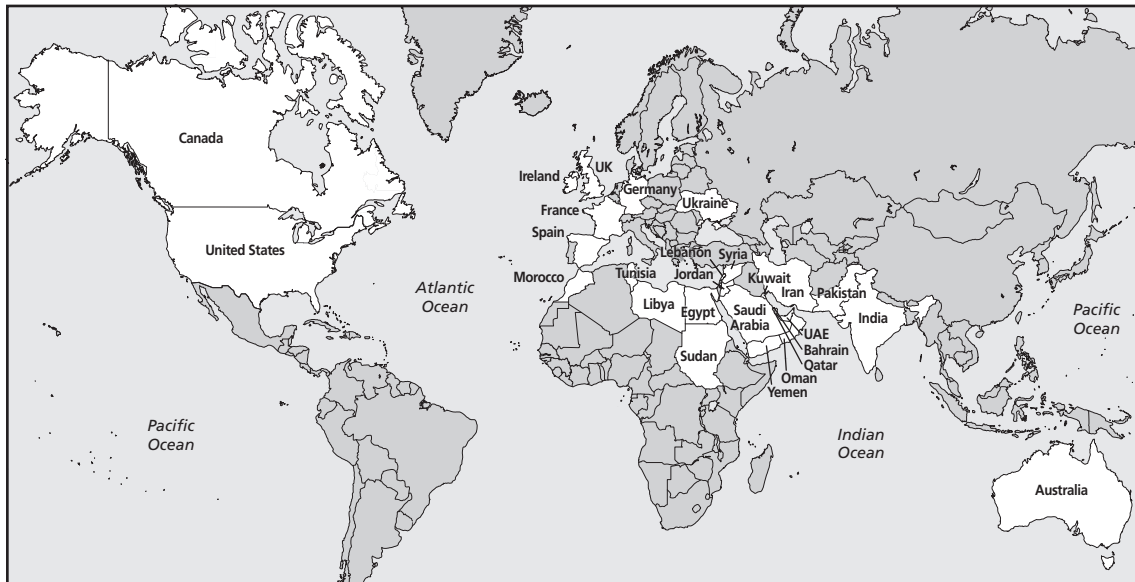 Canada
UK
Ireland
Germany
Ukraine
France
Spain
United States
Lebanon Syria
Morocco
Tunisia
Jordan
Kuwait
Iran
Pakistan
Atlantic
Ocean
Libya
Egypt
Saudi
Arabia
India
Pacific
Ocean
UAE
Bahrain
Qatar
Sudan
Oman
Yemen
Pacific
Ocean
Indian
Ocean
Australia